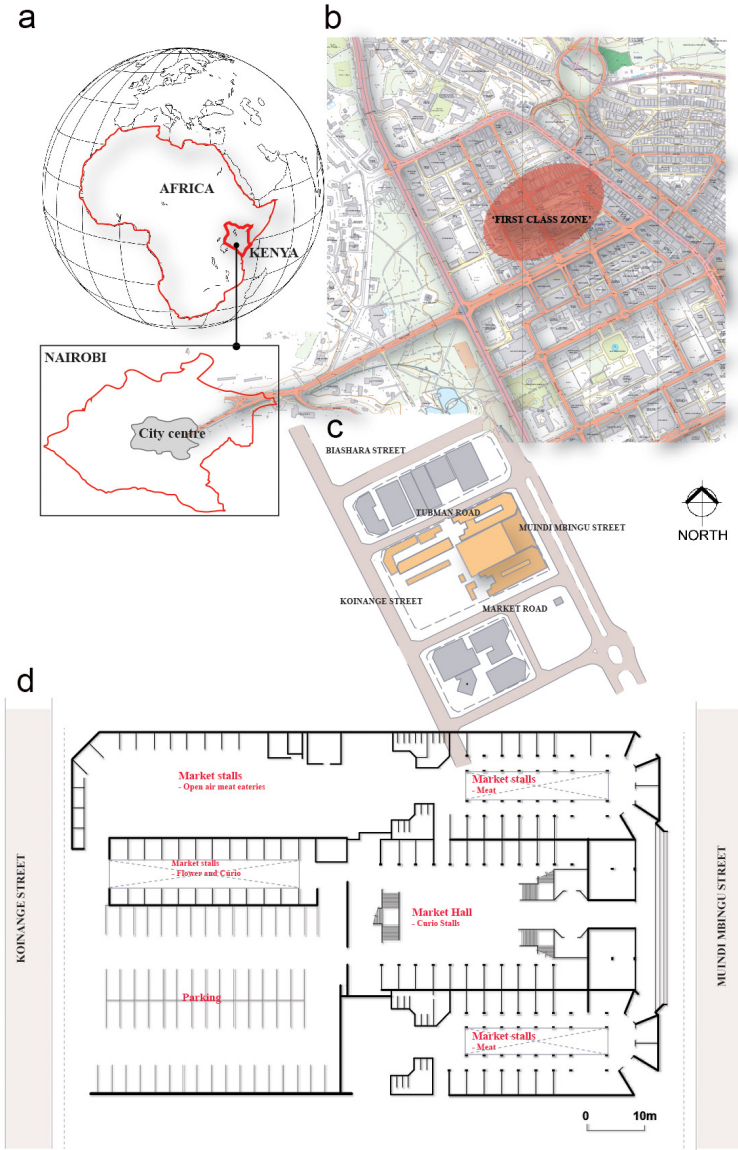 a
b
AFRICA
KENYA
'FIRST CLASS ZONE'
NAIROBI
City centre
c
BIASHARA STREET
TUBMAN ROAD
MUINDI MBINGU STREET
KOINANGE STREET
MARKET ROAD
NORTH
d
Market stalls
- Open air meat eateries
Market stalls
- Meat
Market stalls
- Flower and Curio
Market Hall
- Curio Stalls
Parking
Market stalls
- Meat
KOINANGE STREET
MUINDI MBINGU STREET
0 10m